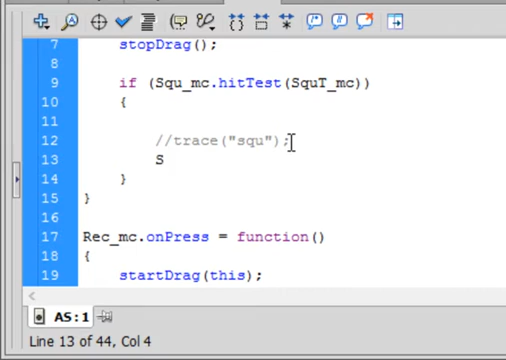 7 stopDrag();
8
9 if (Squ_mc.hitTest(SquT_mc))
10 {
11
12 //trace("squ");
13 S
14 }
15 }
16
17 Rec_mc.onPress = function()
18 {
19 startDrag(this);
AS:1
Line 13 of 44, Col 4